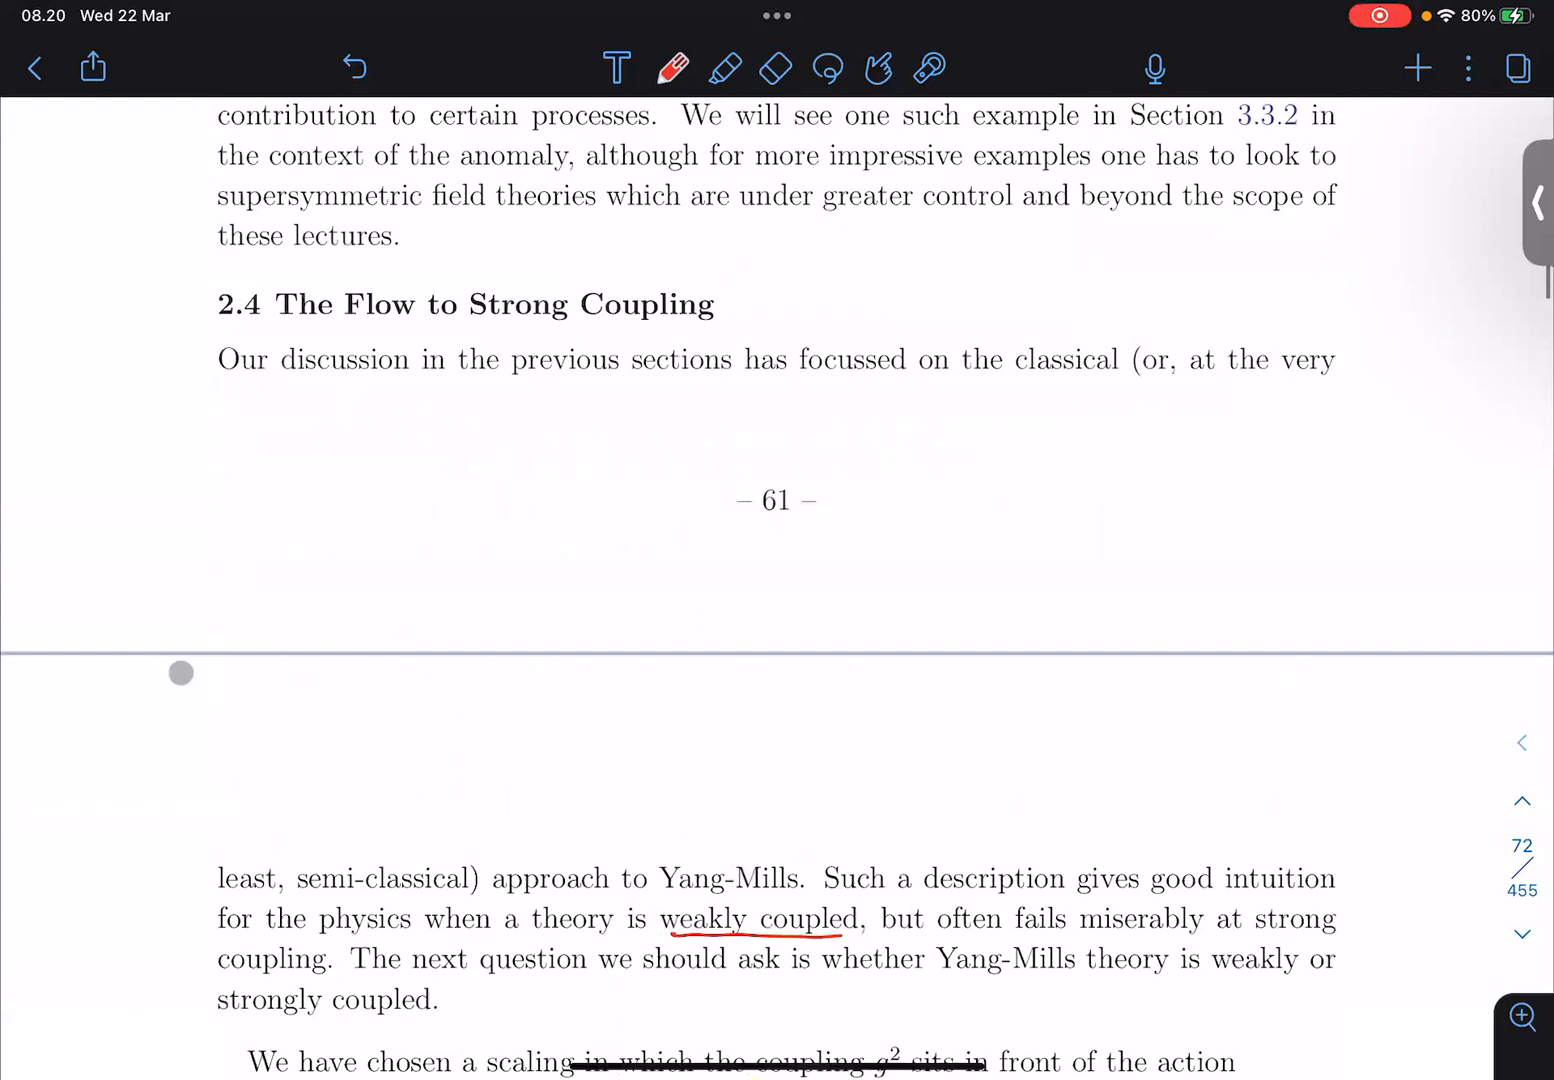 08.20 Wed 22 Mar
80%
contribution to certain processes. We will see one such example in Section 3.3.2 in
the context of the anomaly, although for more impressive examples one has to look to
supersymmetric field theories which are under greater control and beyond the scope of
these lectures.
2.4 The Flow to Strong Coupling
Our discussion in the previous sections has focussed on the classical (or, at the very
– 61 –
least, semi-classical) approach to Yang-Mills. Such a description gives good intuition
for the physics when a theory is weakly coupled, but often fails miserably at strong
coupling. The next question we should ask is whether Yang-Mills theory is weakly or
strongly coupled.
We have chosen a scaling in which the coupling g² sits in front of the action
72
/
455